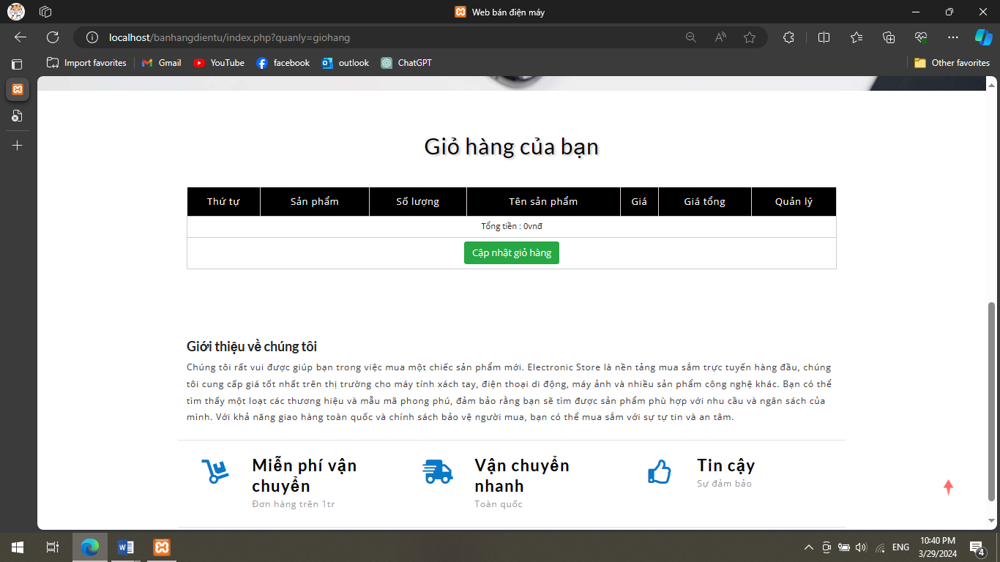 Web bán điện máy
localhost/banhangdientu/index.php?quanly=giohang
Import favorites
Gmail
YouTube
facebook
outlook
ChatGPT
Other favorites
Giỏ hàng của bạn
Thứ tự Sản phẩm Số lượng Tên sản phẩm Giá Giá tổng Quản lý
Tổng tiền : 0vnđ
Cập nhật giỏ hàng
Giới thiệu về chúng tôi
Chúng tôi rất vui được giúp bạn trong việc mua một chiếc sản phẩm mới. Electronic Store là nền tảng mua sắm trực tuyến hàng đầu, chúng
tôi cung cấp giá tốt nhất trên thị trường cho máy tính xách tay, điện thoại di động, máy ảnh và nhiều sản phẩm công nghệ khác. Bạn có thể
tìm thấy một loạt các thương hiệu và mẫu mã phong phú, đảm bảo rằng bạn sẽ tìm được sản phẩm phù hợp với nhu cầu và ngân sách của
mình. Với khả năng giao hàng toàn quốc và chính sách bảo vệ người mua, bạn có thể mua sắm với sự tự tin và an tâm.
Miễn phí vận
chuyển
Đơn hàng trên 1tr
Vận chuyển
nhanh
Toàn quốc
Tin cậy
Sự đảm bảo
ENG
10:40 PM
3/29/2024
4